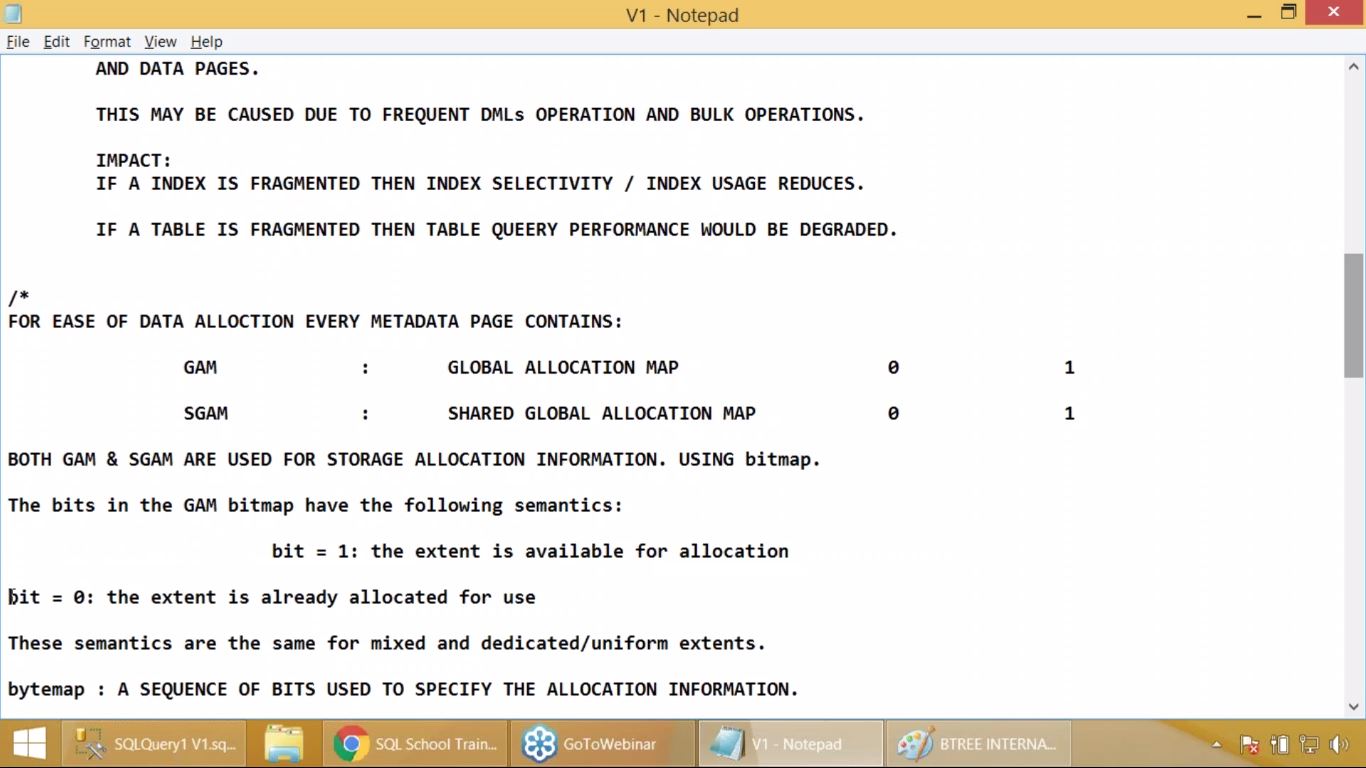 V1 - Notepad
File Edit Format View Help
AND DATA PAGES.
THIS MAY BE CAUSED DUE TO FREQUENT DMLs OPERATION AND BULK OPERATIONS.
IMPACT:
IF A INDEX IS FRAGMENTED THEN INDEX SELECTIVITY / INDEX USAGE REDUCES.
IF A TABLE IS FRAGMENTED THEN TABLE QUEERY PERFORMANCE WOULD BE DEGRADED.
/*
FOR EASE OF DATA ALLOCTION EVERY METADATA PAGE CONTAINS:
GAM : GLOBAL ALLOCATION MAP 0 1
SGAM : SHARED GLOBAL ALLOCATION MAP 0 1
BOTH GAM & SGAM ARE USED FOR STORAGE ALLOCATION INFORMATION. USING bitmap.
The bits in the GAM bitmap have the following semantics:
bit = 1: the extent is available for allocation
bit = 0: the extent is already allocated for use
These semantics are the same for mixed and dedicated/uniform extents.
bytemap : A SEQUENCE OF BITS USED TO SPECIFY THE ALLOCATION INFORMATION.
SQLQuery1 V1.sq... SQL School Train... GoToWebinar V1 - Notepad BTREE INTERNA...